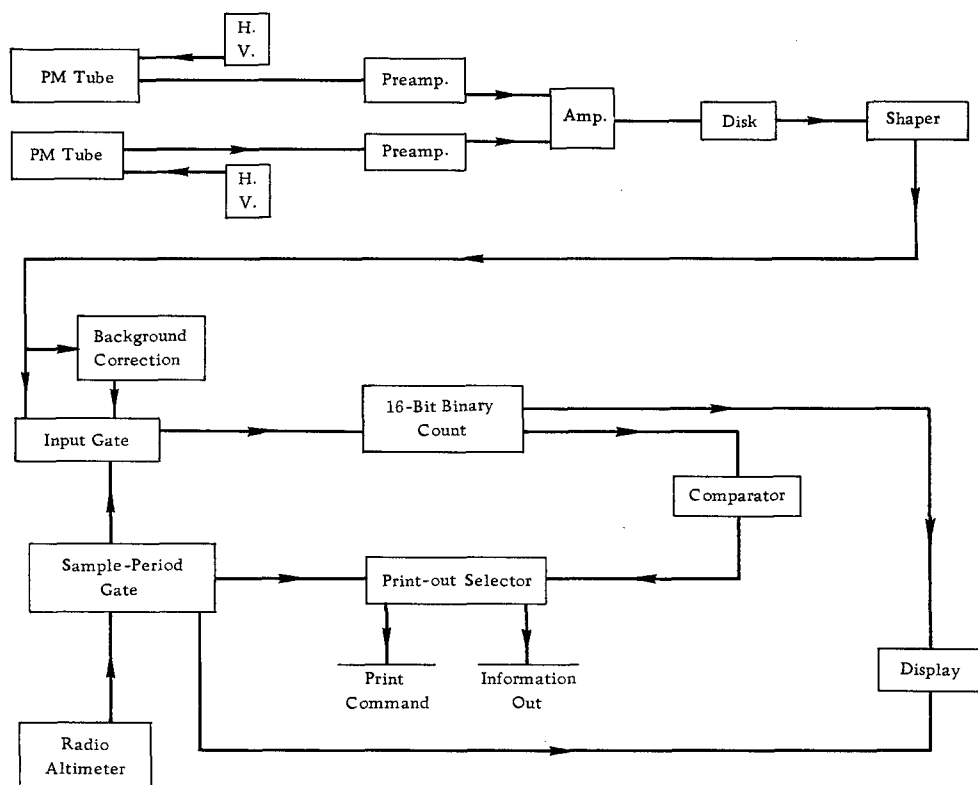 H.
V.
PM Tube
Preamp.
Amp.
Disk
Shaper
PM Tube
Preamp.
H.
V.
Background
Correction
16-Bit Binary
Count
Input Gate
Comparator
Sample-Period
Gate
Print-out Selector
Print
Command
Information
Out
Display
Radio
Altimeter